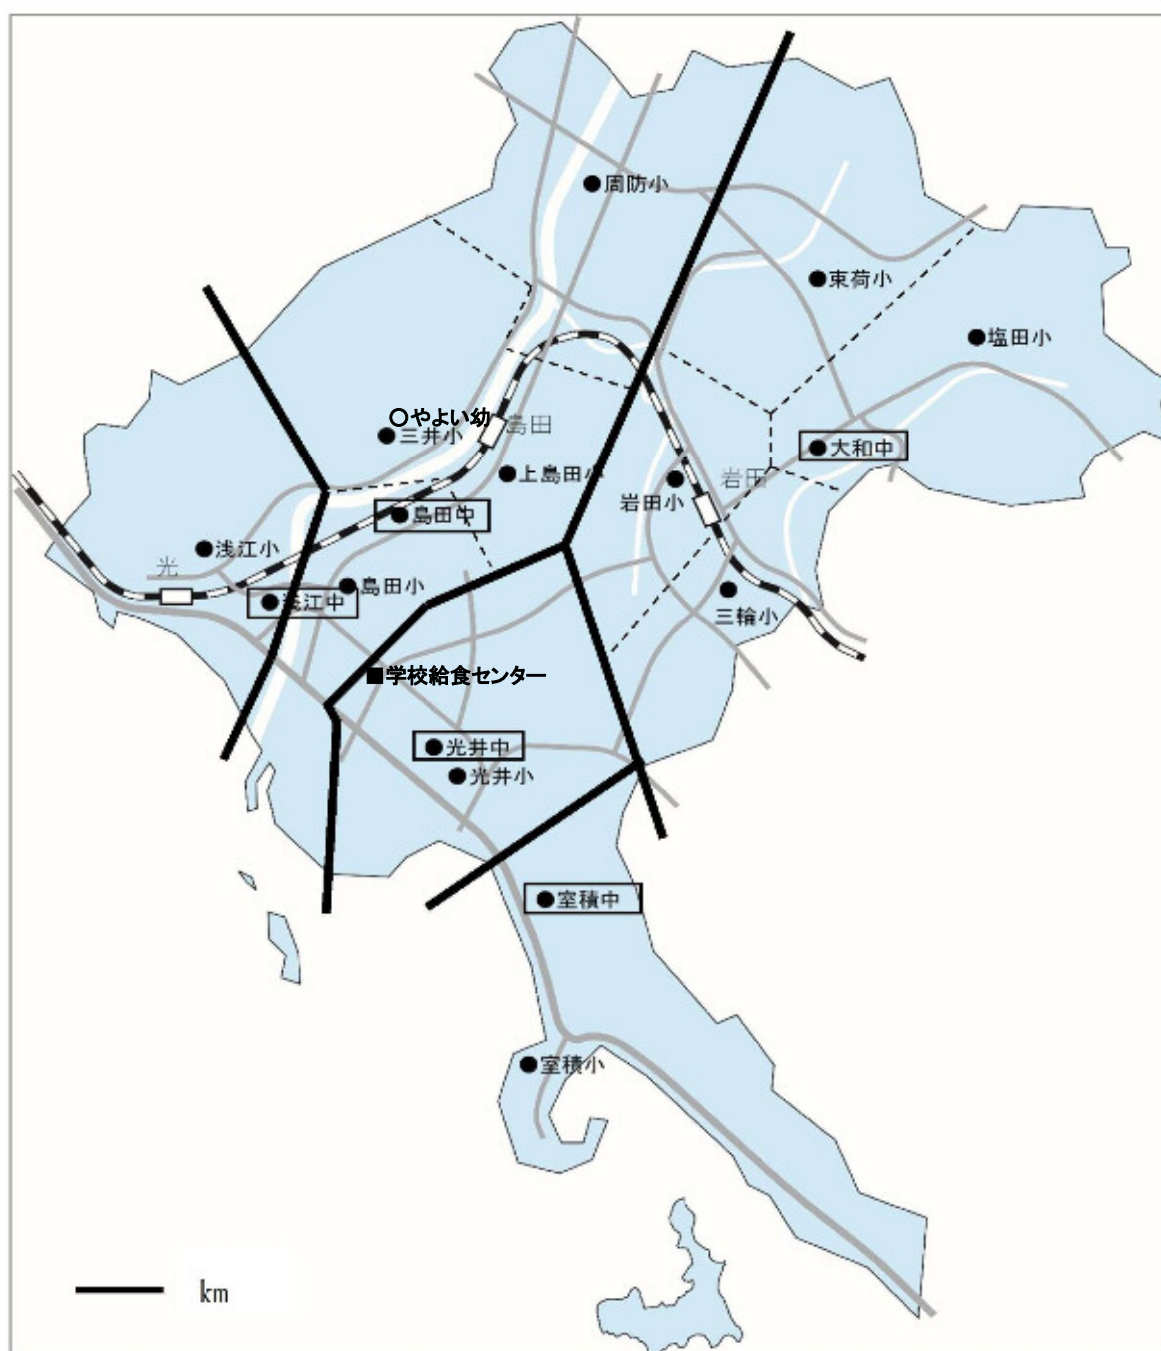 周防小
束荷小
塩田小
○やよい幼
島田
●三井小
上島田小
大和中
岩田
岩田小
島田中
浅江小
光
島田小
浅江中
三輪小
■学校給食センター
光井中
光井小
室積中
室積小
km